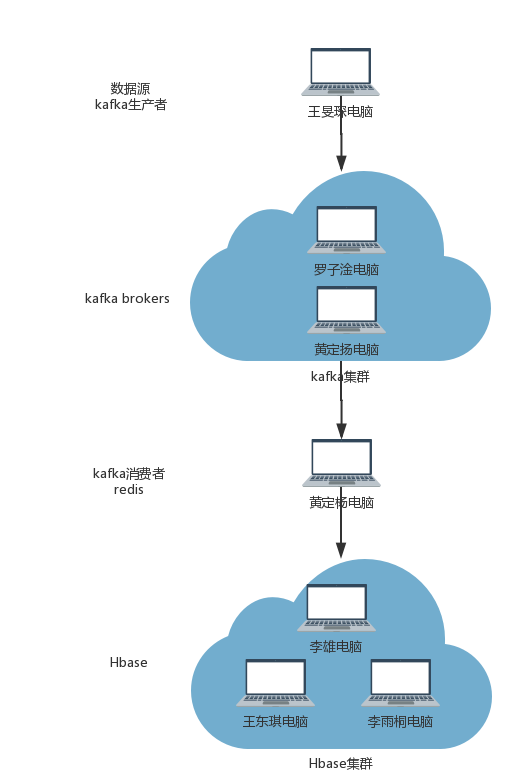 数据源
kafka生产者
王旻琛电脑
罗子淦电脑
kafka brokers
黄定扬电脑
kafka集群
kafka消费者
redis
黄定杨电脑
李雄电脑
Hbase
王东琪电脑
李雨桐电脑
Hbase集群